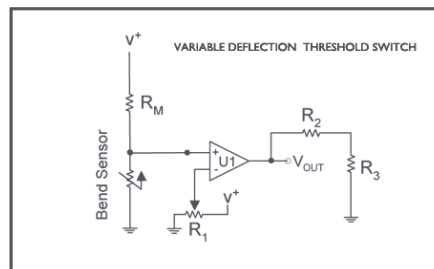 VARIABLE DEFLECTION THRESHOLD SWITCH
V+
RM
Bend Sensor
+
-
U1
V+
R1
R2
VOUT
R3